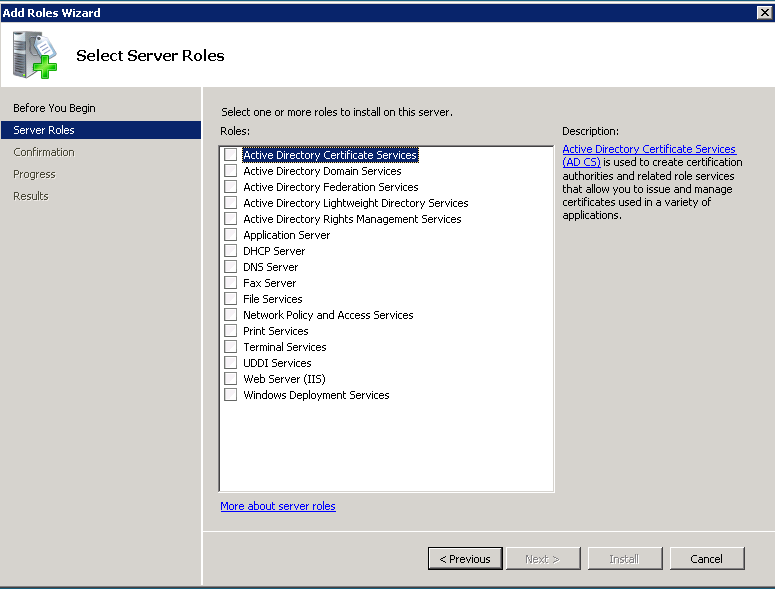 Add Roles Wizard
Select Server Roles
Before You Begin
Server Roles
Confirmation
Progress
Results
Select one or more roles to install on this server.
Roles:
Active Directory Certificate Services
Active Directory Domain Services
Active Directory Federation Services
Active Directory Lightweight Directory Services
Active Directory Rights Management Services
Application Server
DHCP Server
DNS Server
Fax Server
File Services
Network Policy and Access Services
Print Services
Terminal Services
UDDI Services
Web Server (IIS)
Windows Deployment Services
More about server roles
Description:
Active Directory Certificate Services
(AD CS) is used to create certification
authorities and related role services
that allow you to issue and manage
certificates used in a variety of
applications.
< Previous
Next >
Install
Cancel